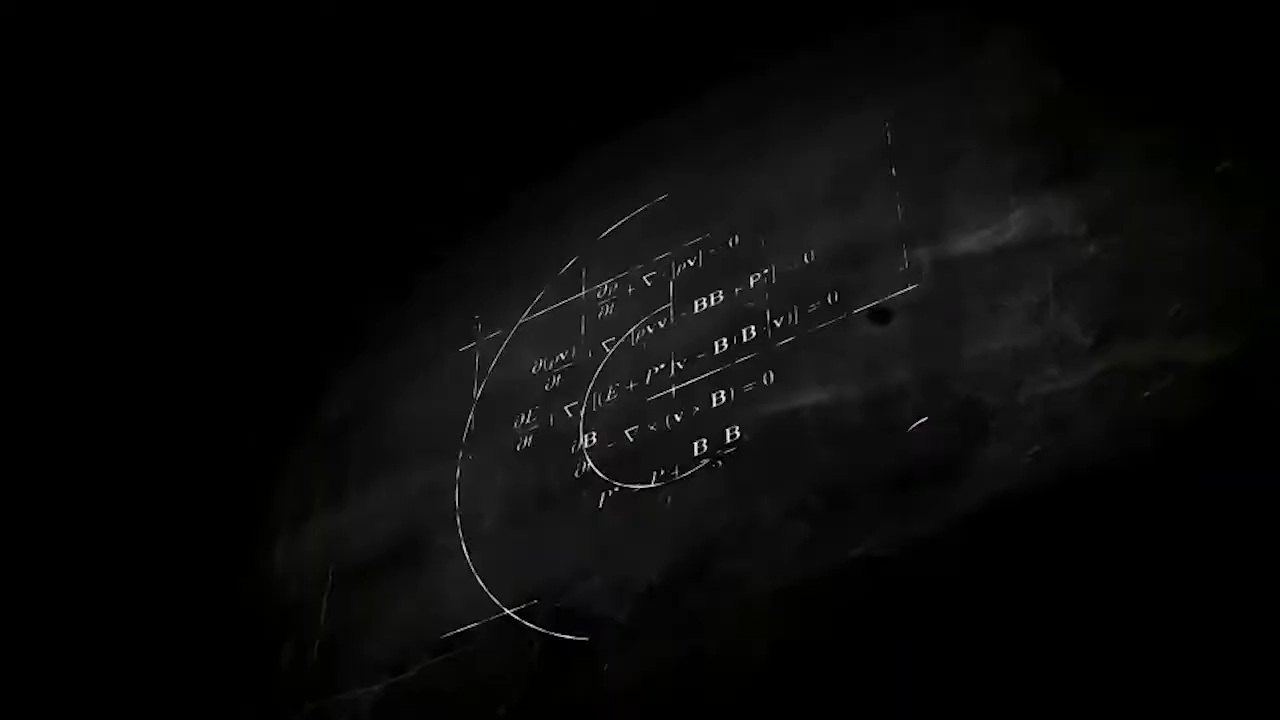 ∂ρ/∂t + ∇ · [ρv] = 0
∂(ρv)/∂t + ∇ · [ρvv − BB + P*] = 0
∂E/∂t + ∇ · [(E + P*)v − B(B · v)] = 0
∂B/∂t − ∇ × (v × B) = 0
P* = P + B · B